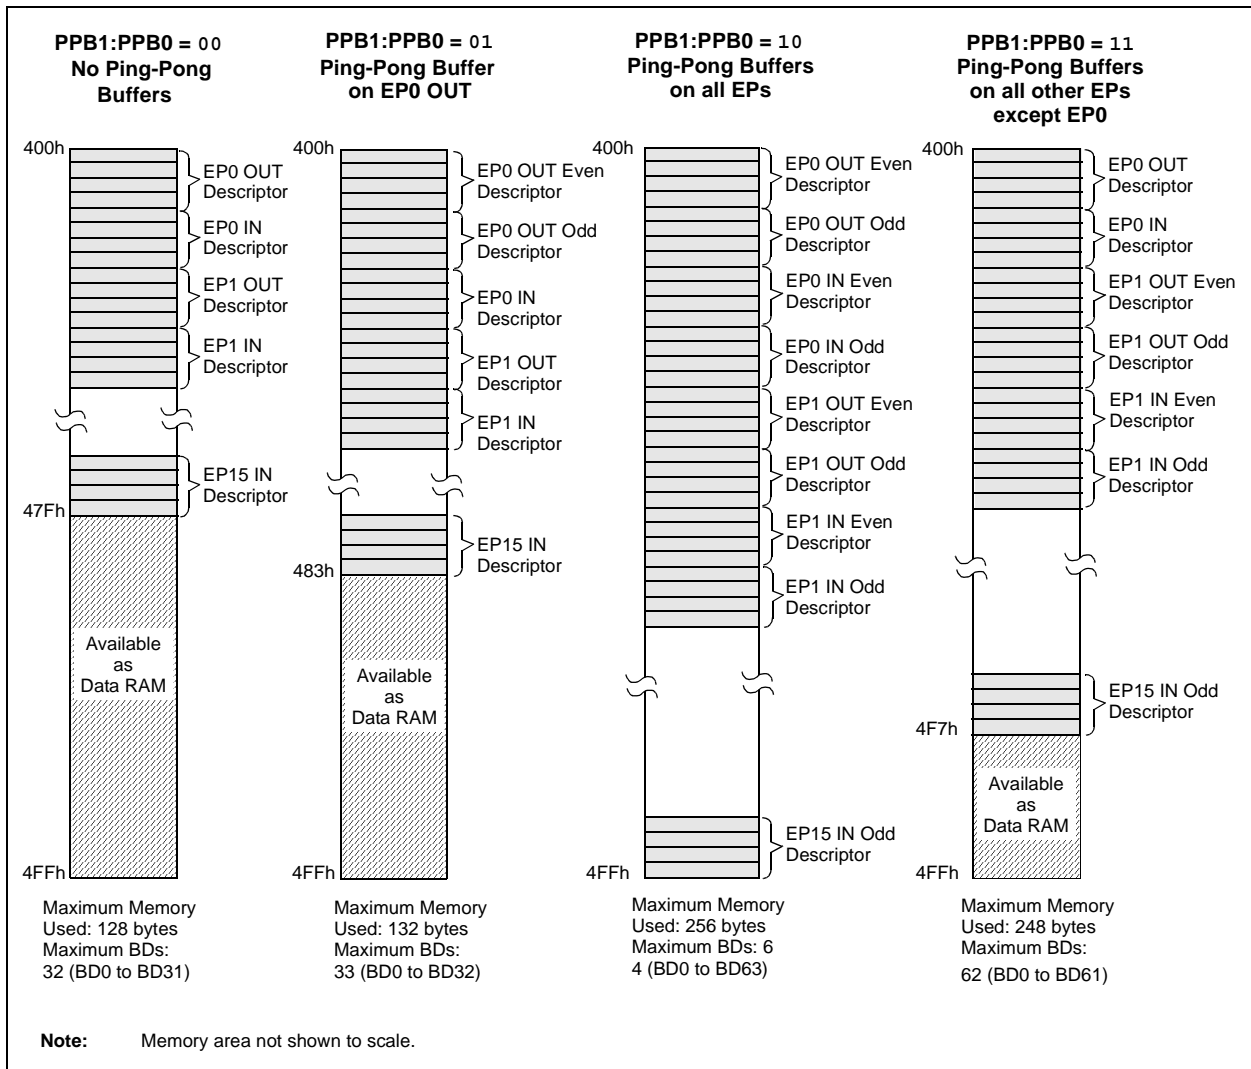 PPB1:PPB0 = 00
No Ping-Pong
Buffers
400h
EP0 OUT
Descriptor
EP0 IN
Descriptor
EP1 OUT
Descriptor
EP1 IN
Descriptor
EP15 IN
Descriptor
47Fh
Available
as
Data RAM
4FFh
Maximum Memory
Used: 128 bytes
Maximum BDs:
32 (BD0 to BD31)
PPB1:PPB0 = 01
Ping-Pong Buffer
on EP0 OUT
400h
EP0 OUT Even
Descriptor
EP0 OUT Odd
Descriptor
EP0 IN
Descriptor
EP1 OUT
Descriptor
EP1 IN
Descriptor
EP15 IN
Descriptor
483h
Available
as
Data RAM
4FFh
Maximum Memory
Used: 132 bytes
Maximum BDs:
33 (BD0 to BD32)
PPB1:PPB0 = 10
Ping-Pong Buffers
on all EPs
400h
EP0 OUT Even
Descriptor
EP0 OUT Odd
Descriptor
EP0 IN Even
Descriptor
EP0 IN Odd
Descriptor
EP1 OUT Even
Descriptor
EP1 OUT Odd
Descriptor
EP1 IN Even
Descriptor
EP1 IN Odd
Descriptor
EP15 IN Odd
Descriptor
4FFh
Maximum Memory
Used: 256 bytes
Maximum BDs: 6
4 (BD0 to BD63)
PPB1:PPB0 = 11
Ping-Pong Buffers
on all other EPs
except EP0
400h
EP0 OUT
Descriptor
EP0 IN
Descriptor
EP1 OUT Even
Descriptor
EP1 OUT Odd
Descriptor
EP1 IN Even
Descriptor
EP1 IN Odd
Descriptor
EP15 IN Odd
Descriptor
4F7h
Available
as
Data RAM
4FFh
Maximum Memory
Used: 248 bytes
Maximum BDs:
62 (BD0 to BD61)
Note: Memory area not shown to scale.